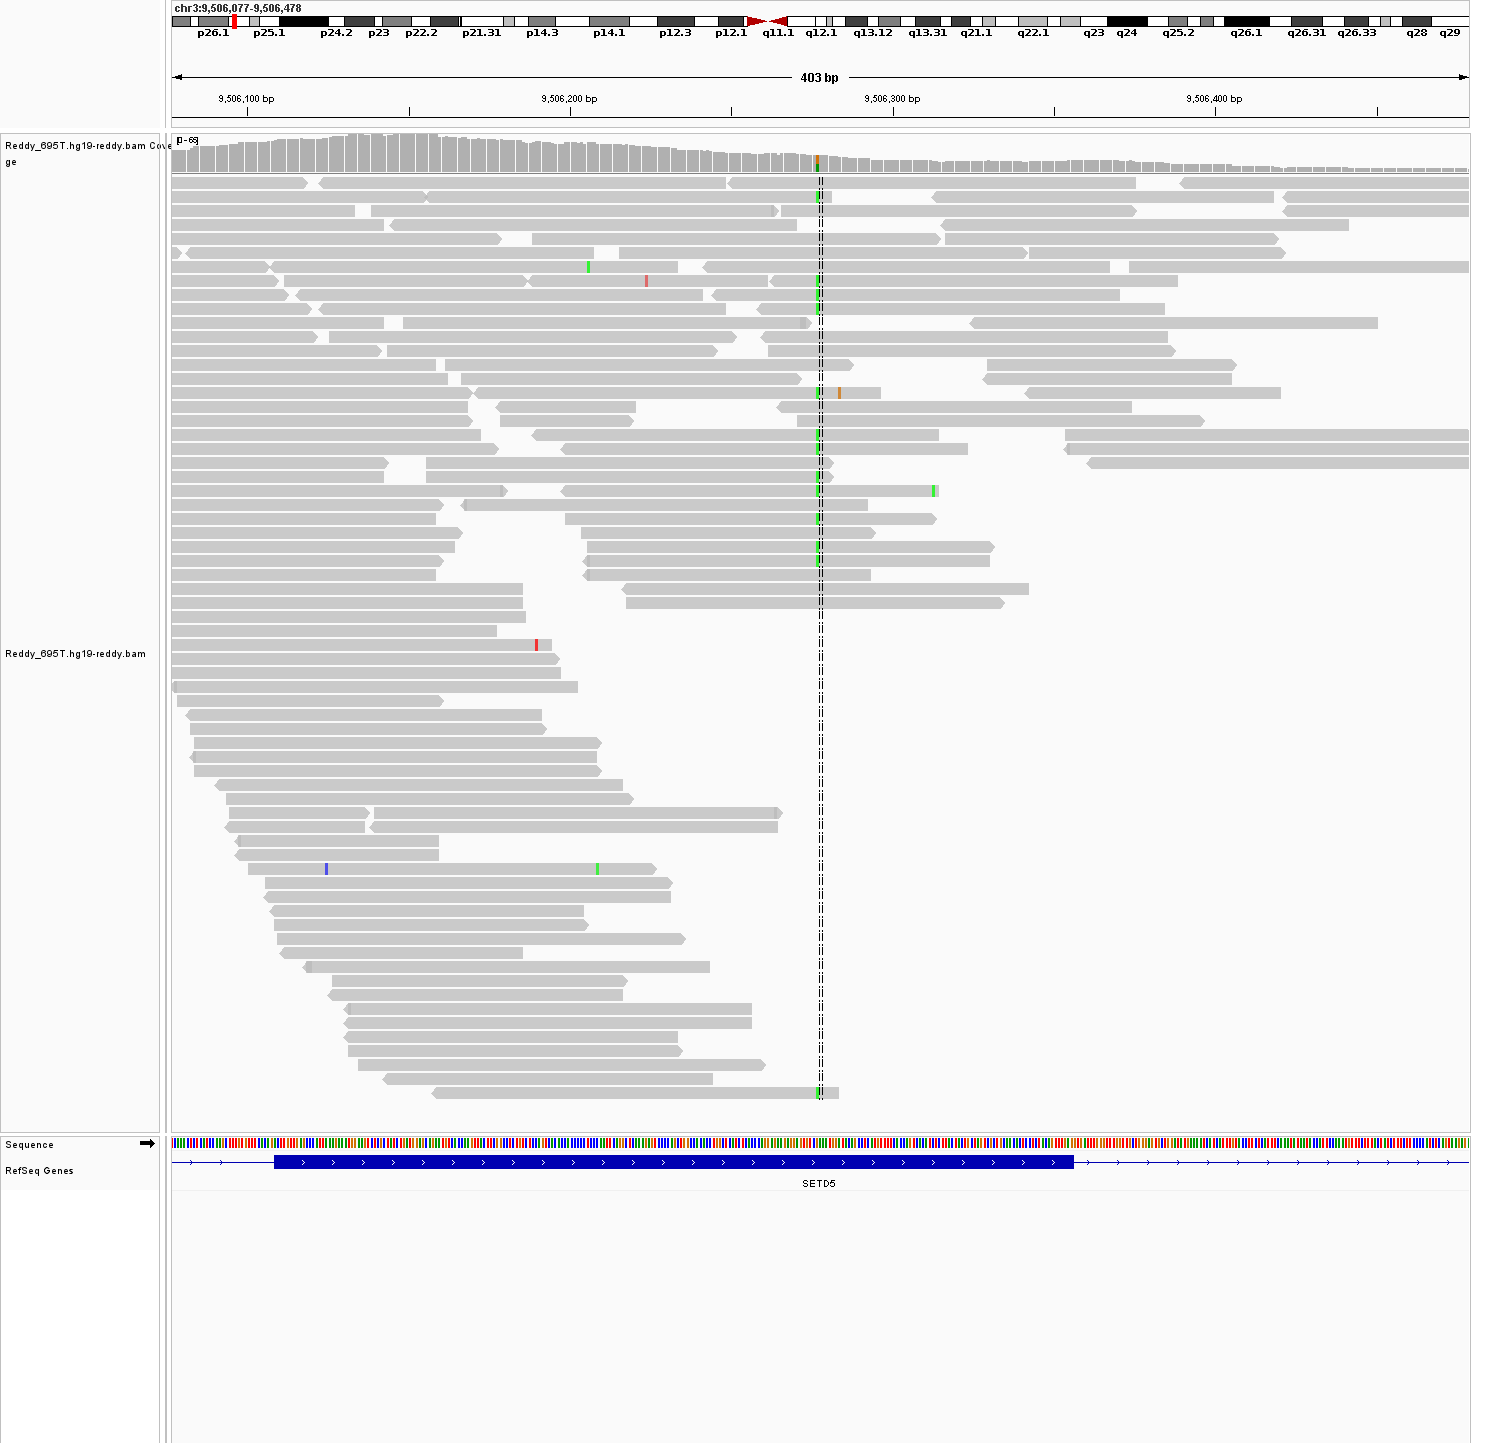 chr3:9,506,077-9,506,478
p26.1 p25.1 p24.2 p23 p22.2 p21.31 p14.3 p14.1 p12.3 p12.1 q11.1 q12.1 q13.12 q13.31 q21.1 q22.1 q23 q24 q25.2 q26.1 q26.31 q26.33 q28 q29
403 bp
9,506,100 bp 9,506,200 bp 9,506,300 bp 9,506,400 bp
Reddy_695T.hg19-reddy.bam Cove
ge
Reddy_695T.hg19-reddy.bam
Sequence
RefSeq Genes
SETD5